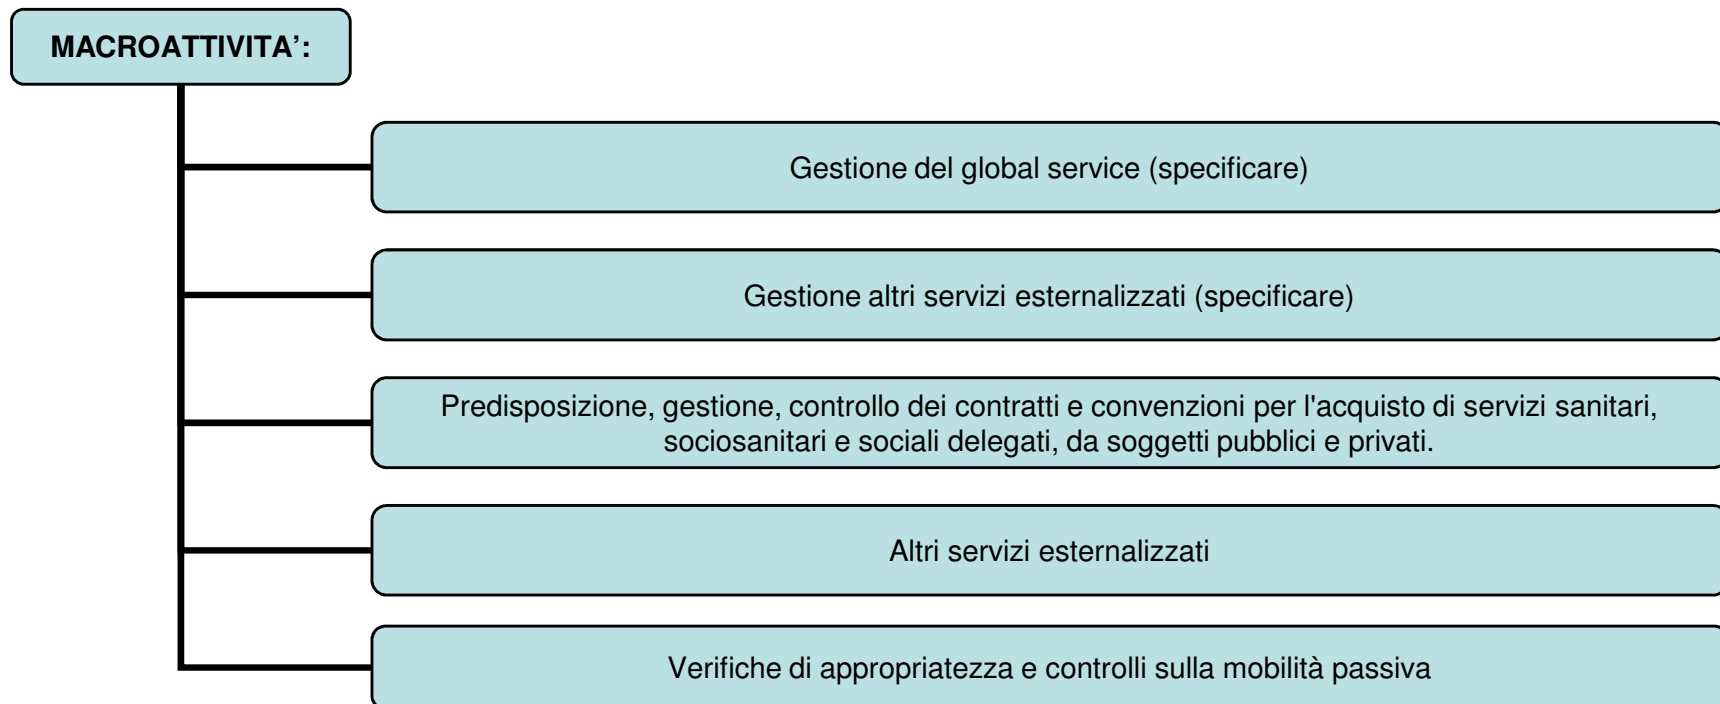 MACROATTIVITA’:
Gestione del global service (specificare)
Gestione altri servizi esternalizzati (specificare)
Predisposizione, gestione, controllo dei contratti e convenzioni per l'acquisto di servizi sanitari,
sociosanitari e sociali delegati, da soggetti pubblici e privati.
Altri servizi esternalizzati
Verifiche di appropriatezza e controlli sulla mobilità passiva